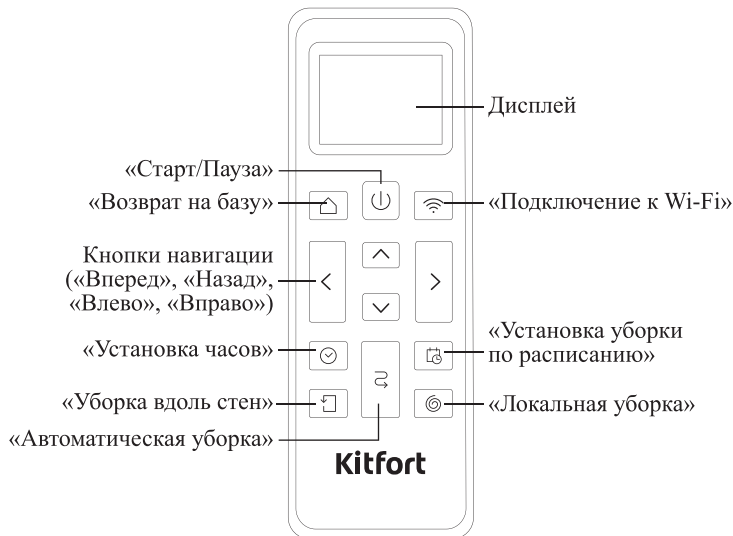 Дисплей
«Старт/Пауза»
«Возврат на базу»
«Подключение к Wi-Fi»
Кнопки навигации
(«Вперед», «Назад»,
«Влево», «Вправо»)
«Установка часов»
«Установка уборки
по расписанию»
«Уборка вдоль стен»
«Локальная уборка»
«Автоматическая уборка»
Kitfort